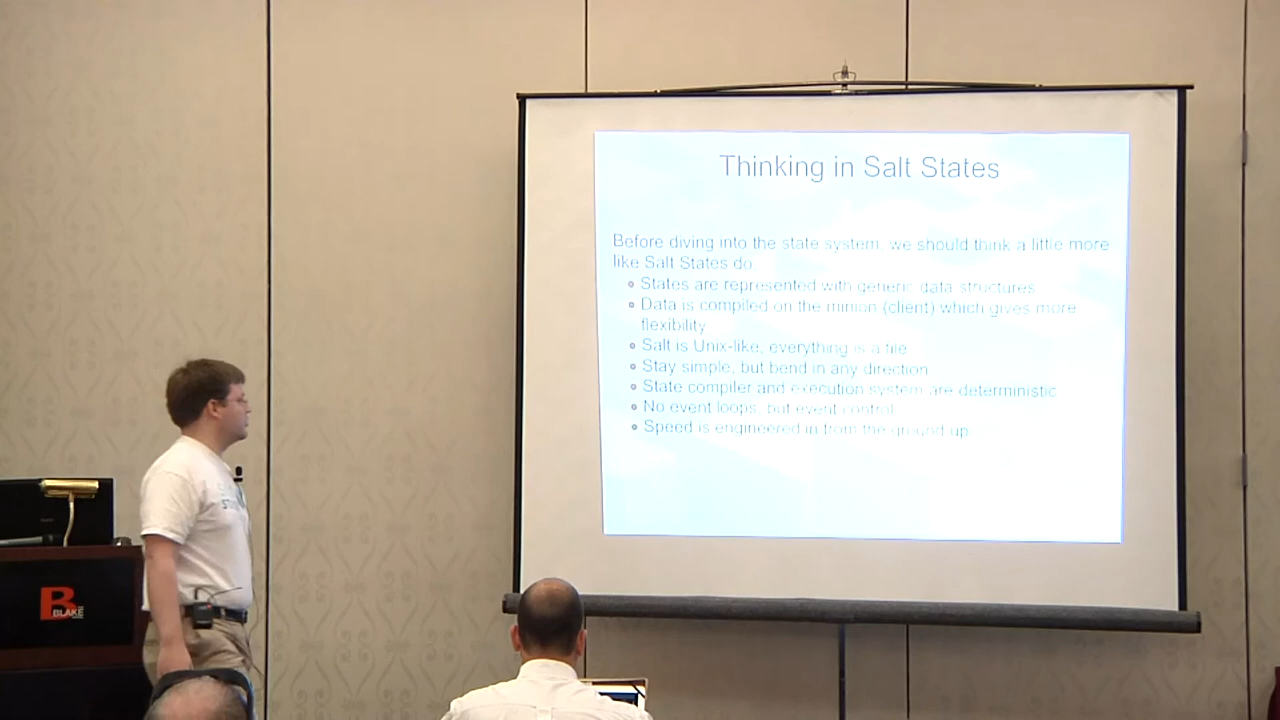 Thinking in Salt States
Before diving into the state system, we should think a little more
like Salt States do
States are represented with generic data structures
Data is compiled on the minion (client) which gives more
flexibility
Salt is Unix-like, everything is a file
Stay simple, but bend in any direction
State compiler and execution system are deterministic
No event loops, but event control
Speed is engineered in from the ground up
B
BLAKE